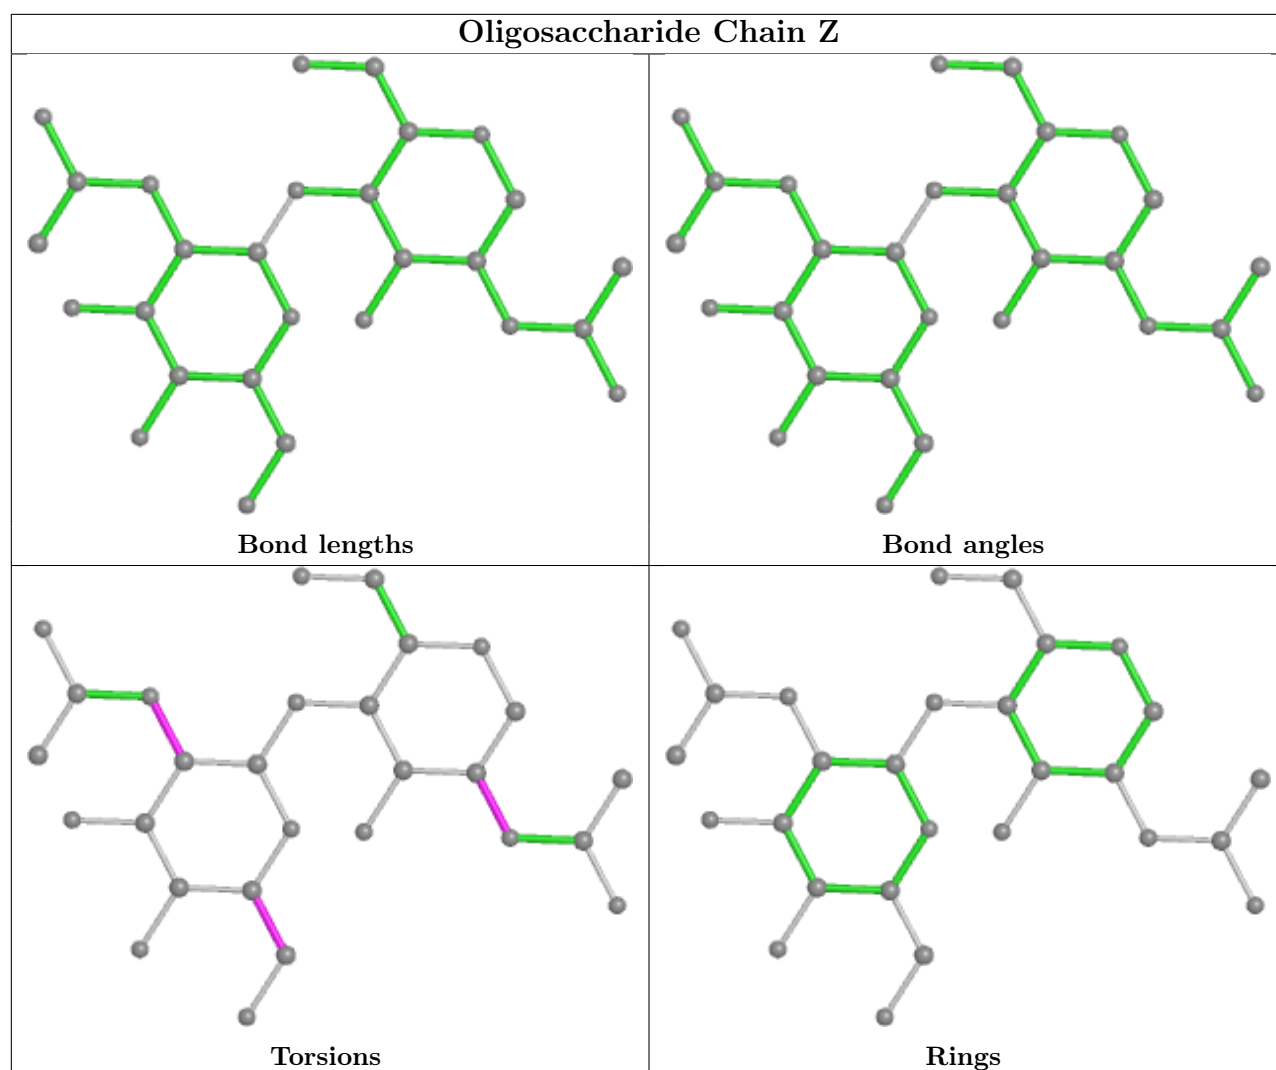 Oligosaccharide Chain Z
Bond lengths
Bond angles
Torsions
Rings